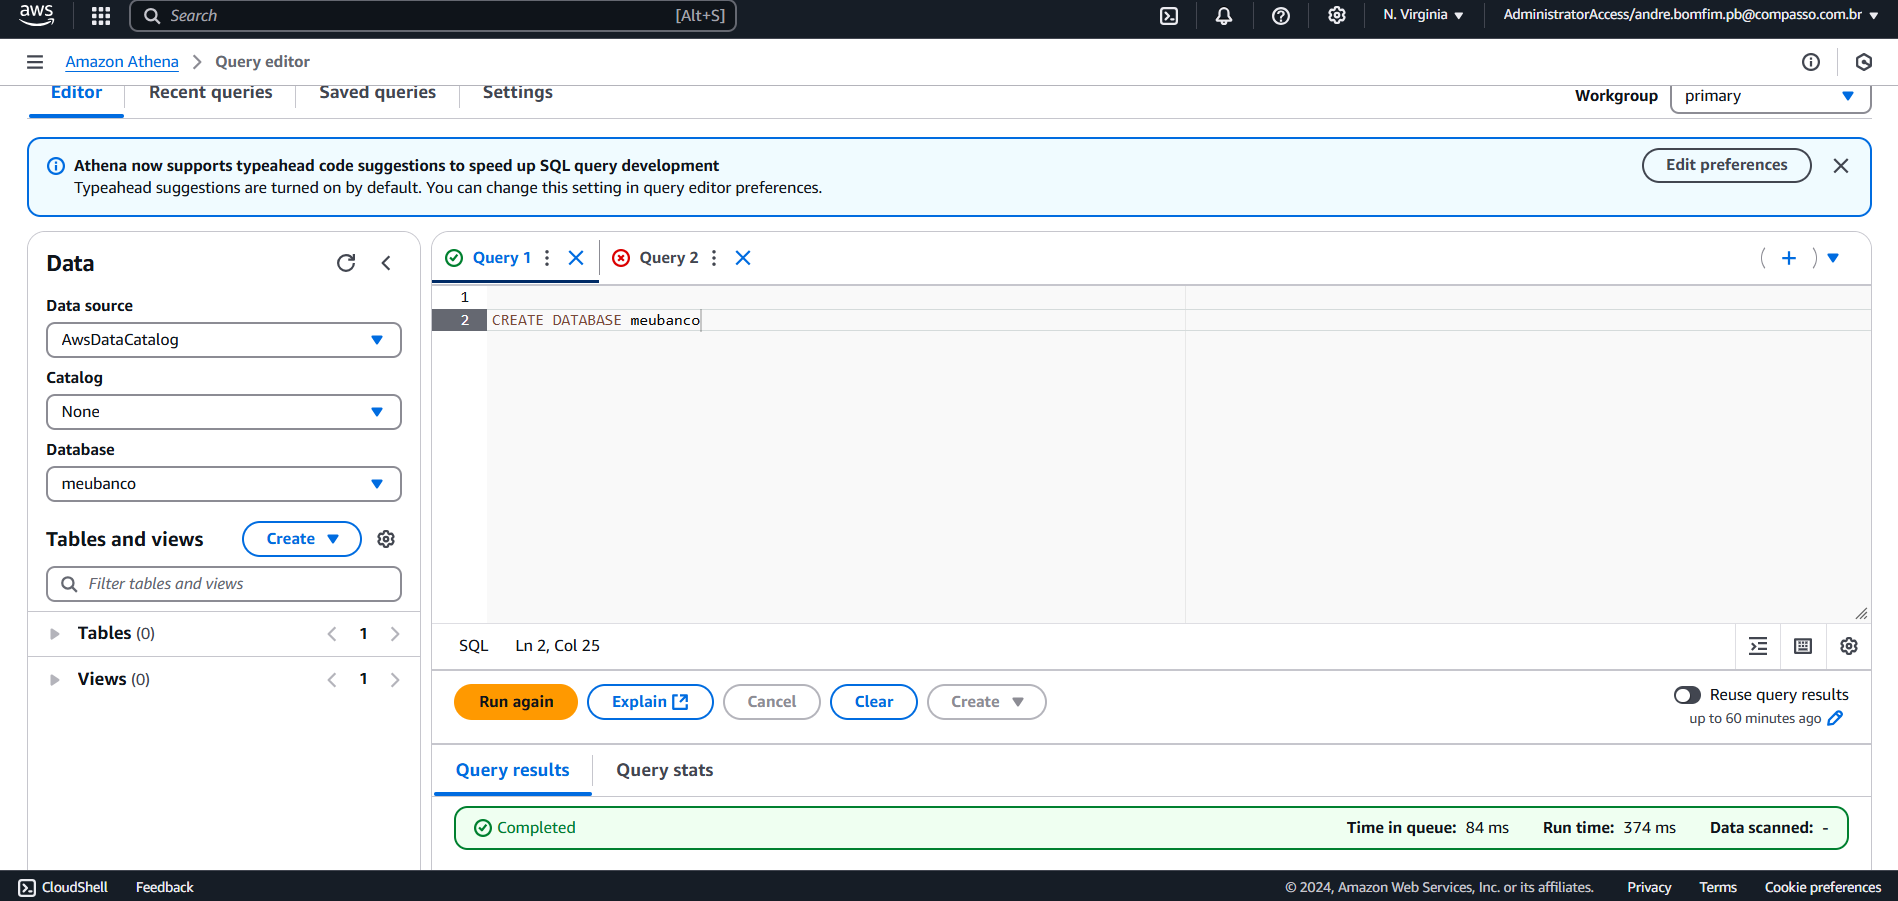 aws Search [Alt+S] N. Virginia AdministratorAccess/andre.bomfim.pb@compasso.com.br
Amazon Athena > Query editor
Editor Recent queries Saved queries Settings Workgroup primary
Athena now supports typeahead code suggestions to speed up SQL query development
Typeahead suggestions are turned on by default. You can change this setting in query editor preferences.
Edit preferences
Data
Data source
AwsDataCatalog
Catalog
None
Database
meubanco
Tables and views Create
Filter tables and views
Tables (0) < 1 >
Views (0) < 1 >
Query 1 Query 2
1
2 CREATE DATABASE meubanco
SQL Ln 2, Col 25
Run again Explain Cancel Clear Create
Reuse query results
up to 60 minutes ago
Query results Query stats
Completed Time in queue: 84 ms Run time: 374 ms Data scanned: -
CloudShell Feedback © 2024, Amazon Web Services, Inc. or its affiliates. Privacy Terms Cookie preferences